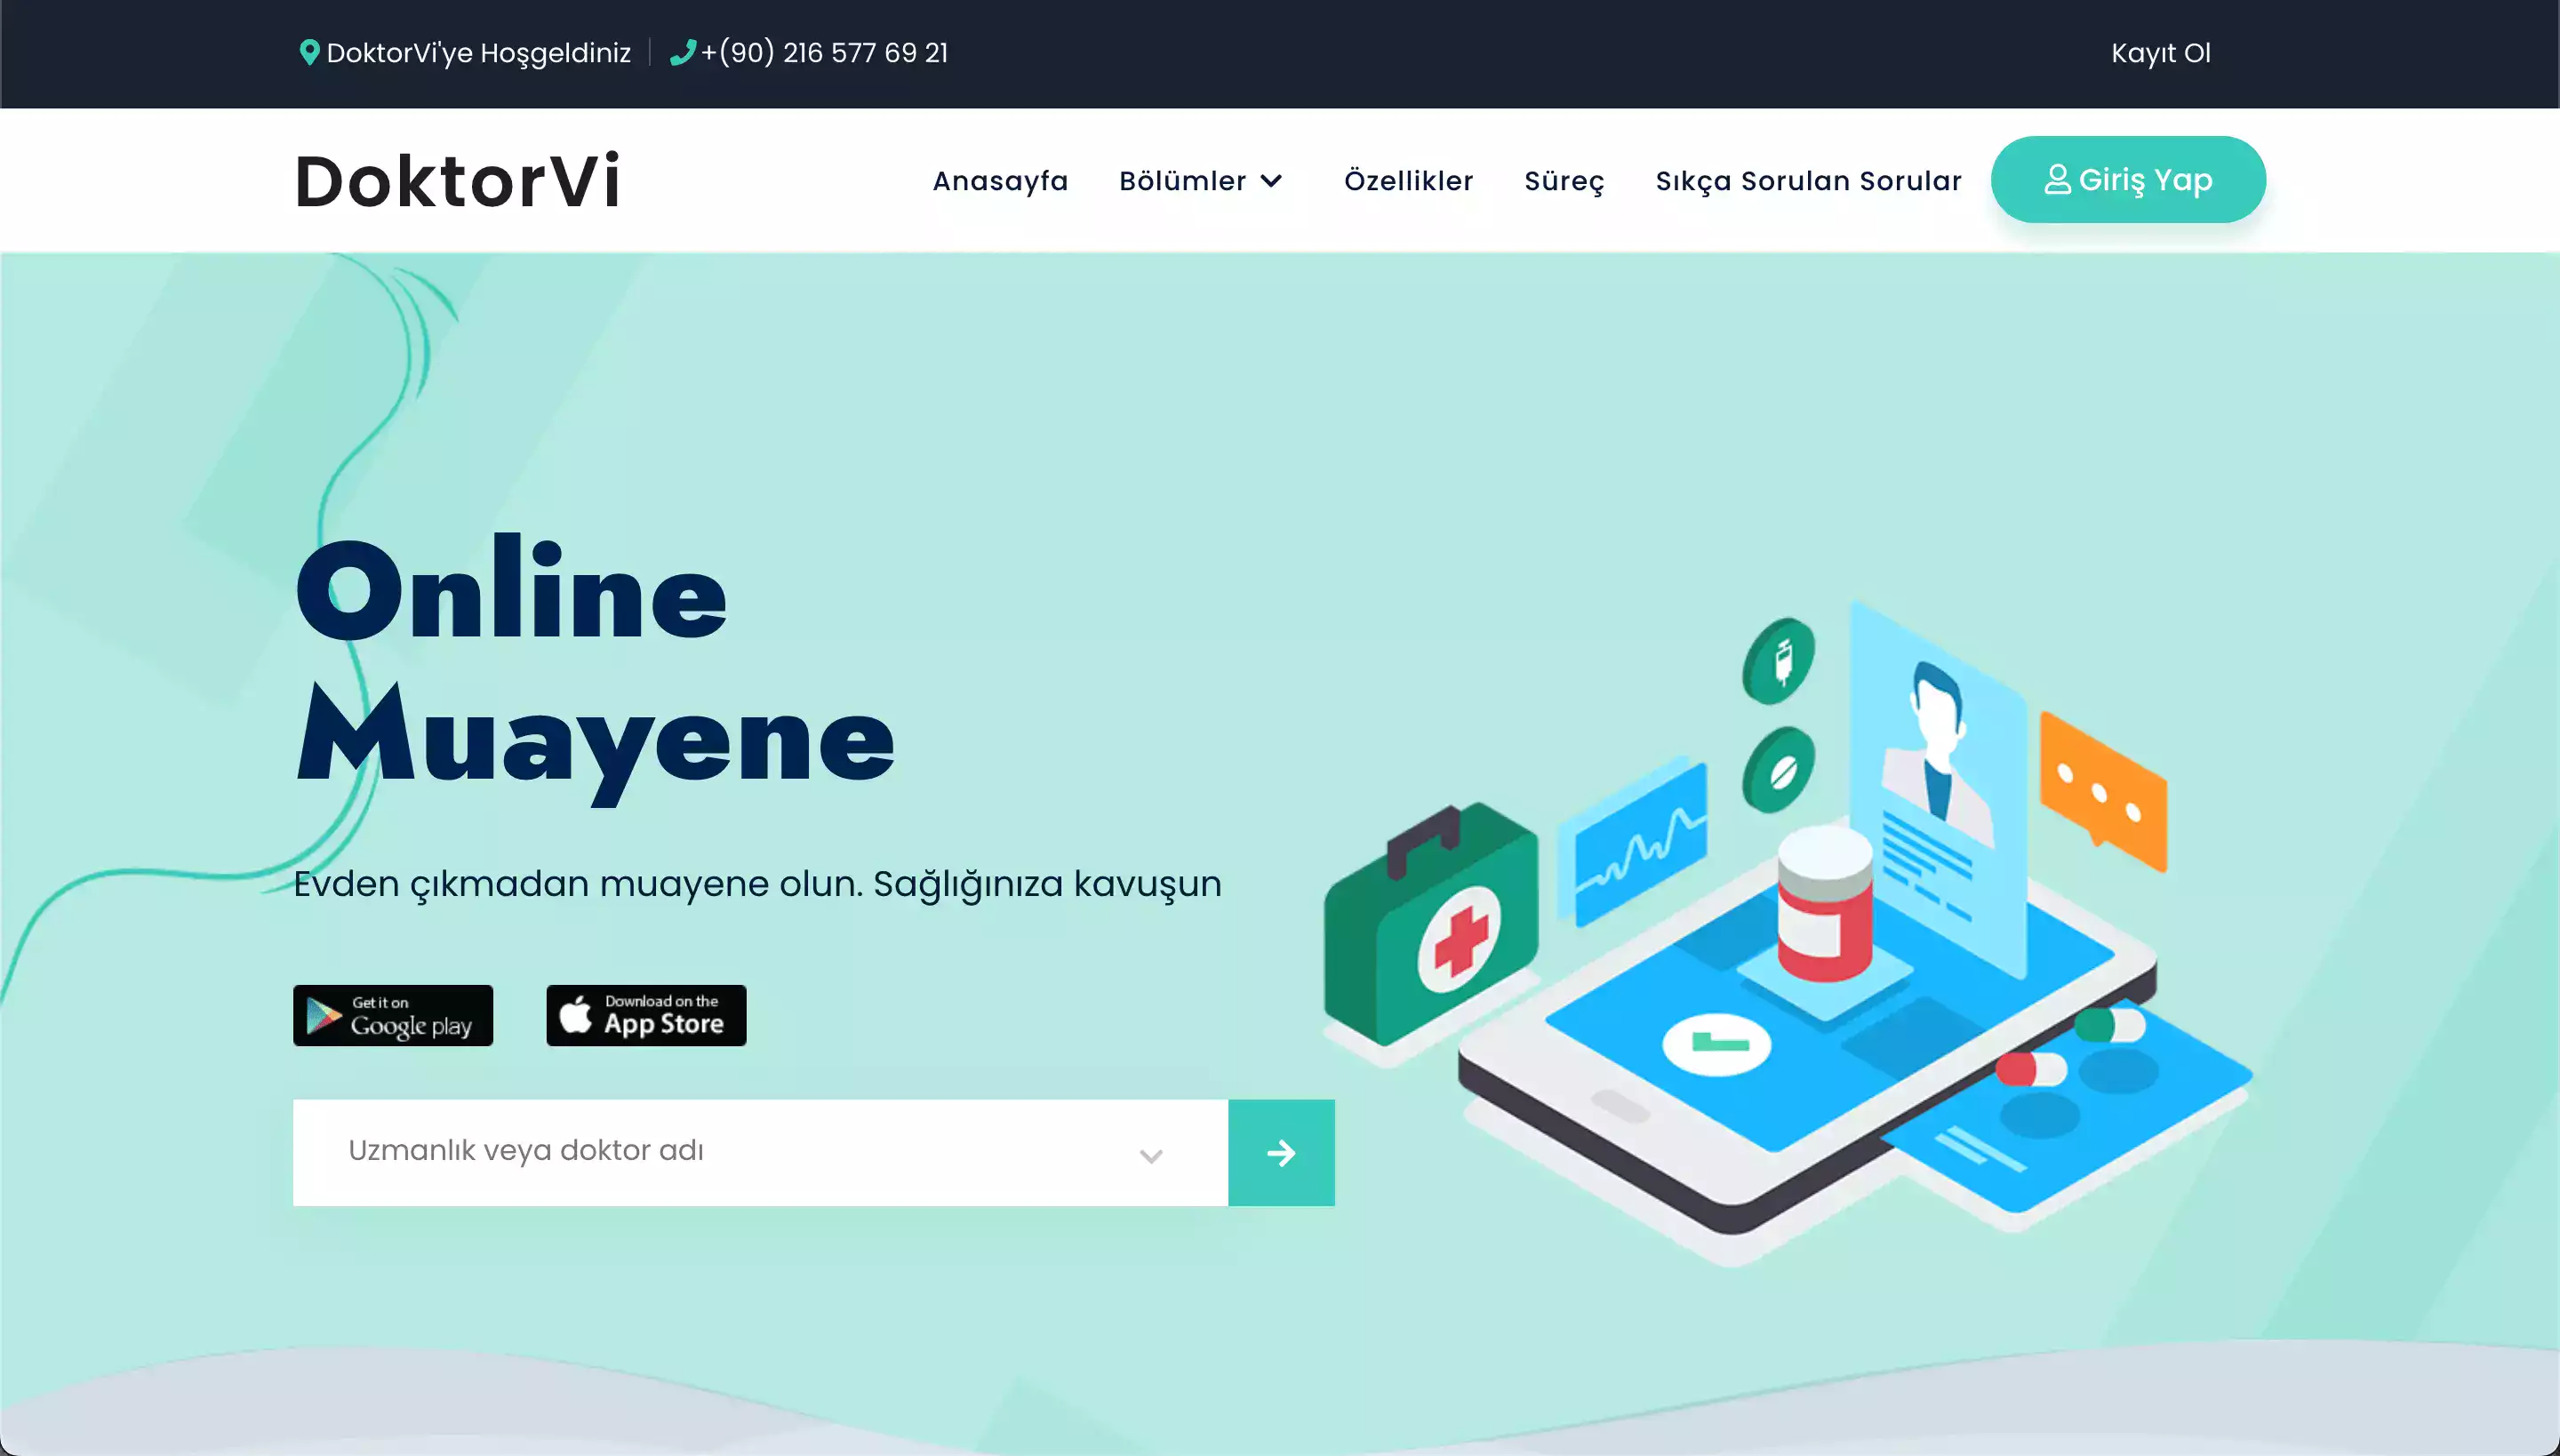 DoktorVi'ye Hoşgeldiniz
+(90) 216 577 69 21
Kayıt Ol
DoktorVi
Anasayfa
Bölümler
Özellikler
Süreç
Sıkça Sorulan Sorular
Giriş Yap
Online
Muayene
Evden çıkmadan muayene olun. Sağlığınıza kavuşun
Get it on
Google play
Download on the
App Store
Uzmanlık veya doktor adı